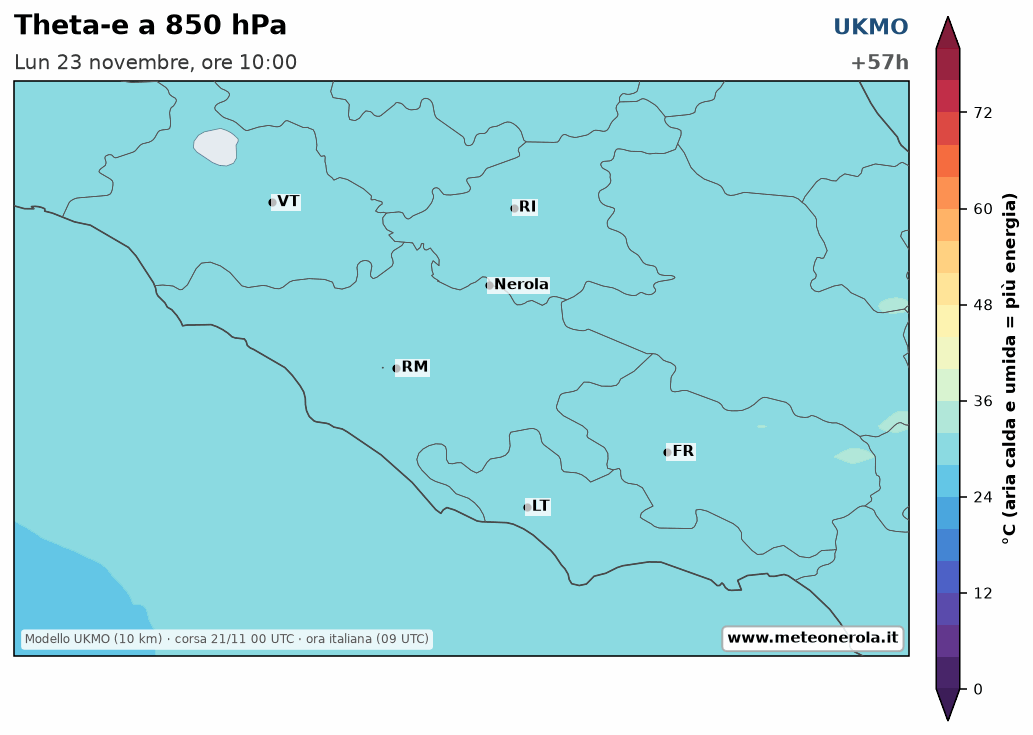 Theta-e a 850 hPa
UKMO
Lun 23 novembre, ore 10:00
+57h
VT
RI
Nerola
RM
FR
LT
Modello UKMO (10 km) · corsa 21/11 00 UTC · ora italiana (09 UTC)
www.meteonerola.it
72
60
48
36
24
12
0
°C (aria calda e umida = più energia)